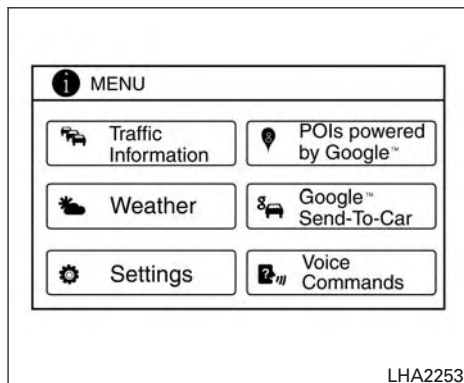 i MENU
Traffic
Information
POIs powered
by Google™
Weather
g Google™
Send-To-Car
Settings
? Voice
Commands
LHA2253